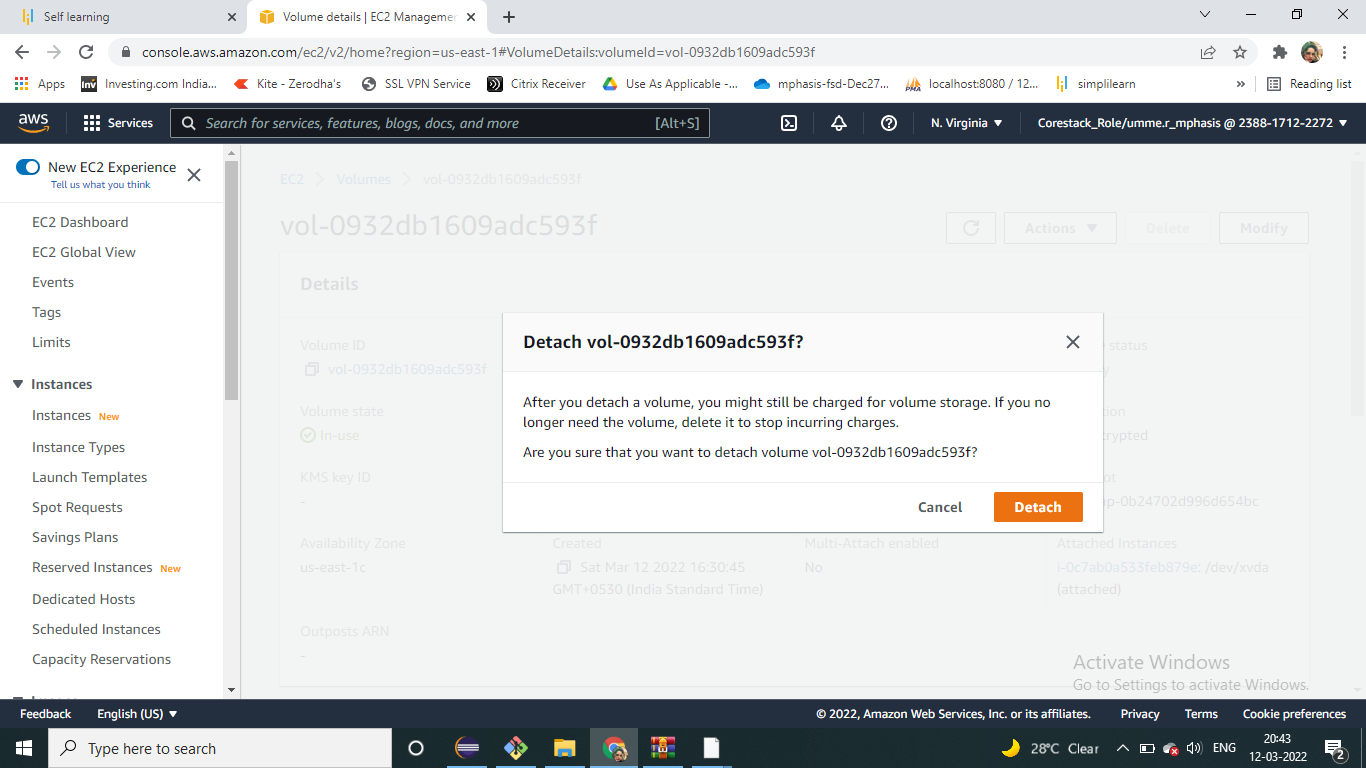 Self learning
Volume details | EC2 Managemen
console.aws.amazon.com/ec2/v2/home?region=us-east-1#VolumeDetails:volumeId=vol-0932db1609adc593f
Apps
Investing.com India...
Kite - Zerodha's
SSL VPN Service
Citrix Receiver
Use As Applicable -...
mphasis-fsd-Dec27...
localhost:8080 / 12...
simplilearn
»
Reading list
aws
Services
Search for services, features, blogs, docs, and more
[Alt+S]
N. Virginia
Corestack_Role/umme.r_mphasis @ 2388-1712-2272
New EC2 Experience
Tell us what you think
EC2 Dashboard
EC2 Global View
Events
Tags
Limits
Instances
Instances New
Instance Types
Launch Templates
Spot Requests
Savings Plans
Reserved Instances New
Dedicated Hosts
Scheduled Instances
Capacity Reservations
EC2
Volumes
vol-0932db1609adc593f
vol-0932db1609adc593f
Actions
Delete
Modify
Details
Volume ID
vol-0932db1609adc593f
status
Volume state
In-use
KMS key ID
-
Detach vol-0932db1609adc593f?
After you detach a volume, you might still be charged for volume storage. If you no
longer need the volume, delete it to stop incurring charges.
Are you sure that you want to detach volume vol-0932db1609adc593f?
Cancel
Detach
Availability Zone
us-east-1c
Created
Sat Mar 12 2022 16:30:45
GMT+0530 (India Standard Time)
Multi-Attach enabled
No
Attached Instances
i-0c7ab0a533feb879e: /dev/xvda
(attached)
Outposts ARN
-
Activate Windows
Go to Settings to activate Windows.
Feedback
English (US)
© 2022, Amazon Web Services, Inc. or its affiliates.
Privacy
Terms
Cookie preferences
Type here to search
28°C Clear
ENG
20:43
12-03-2022
2